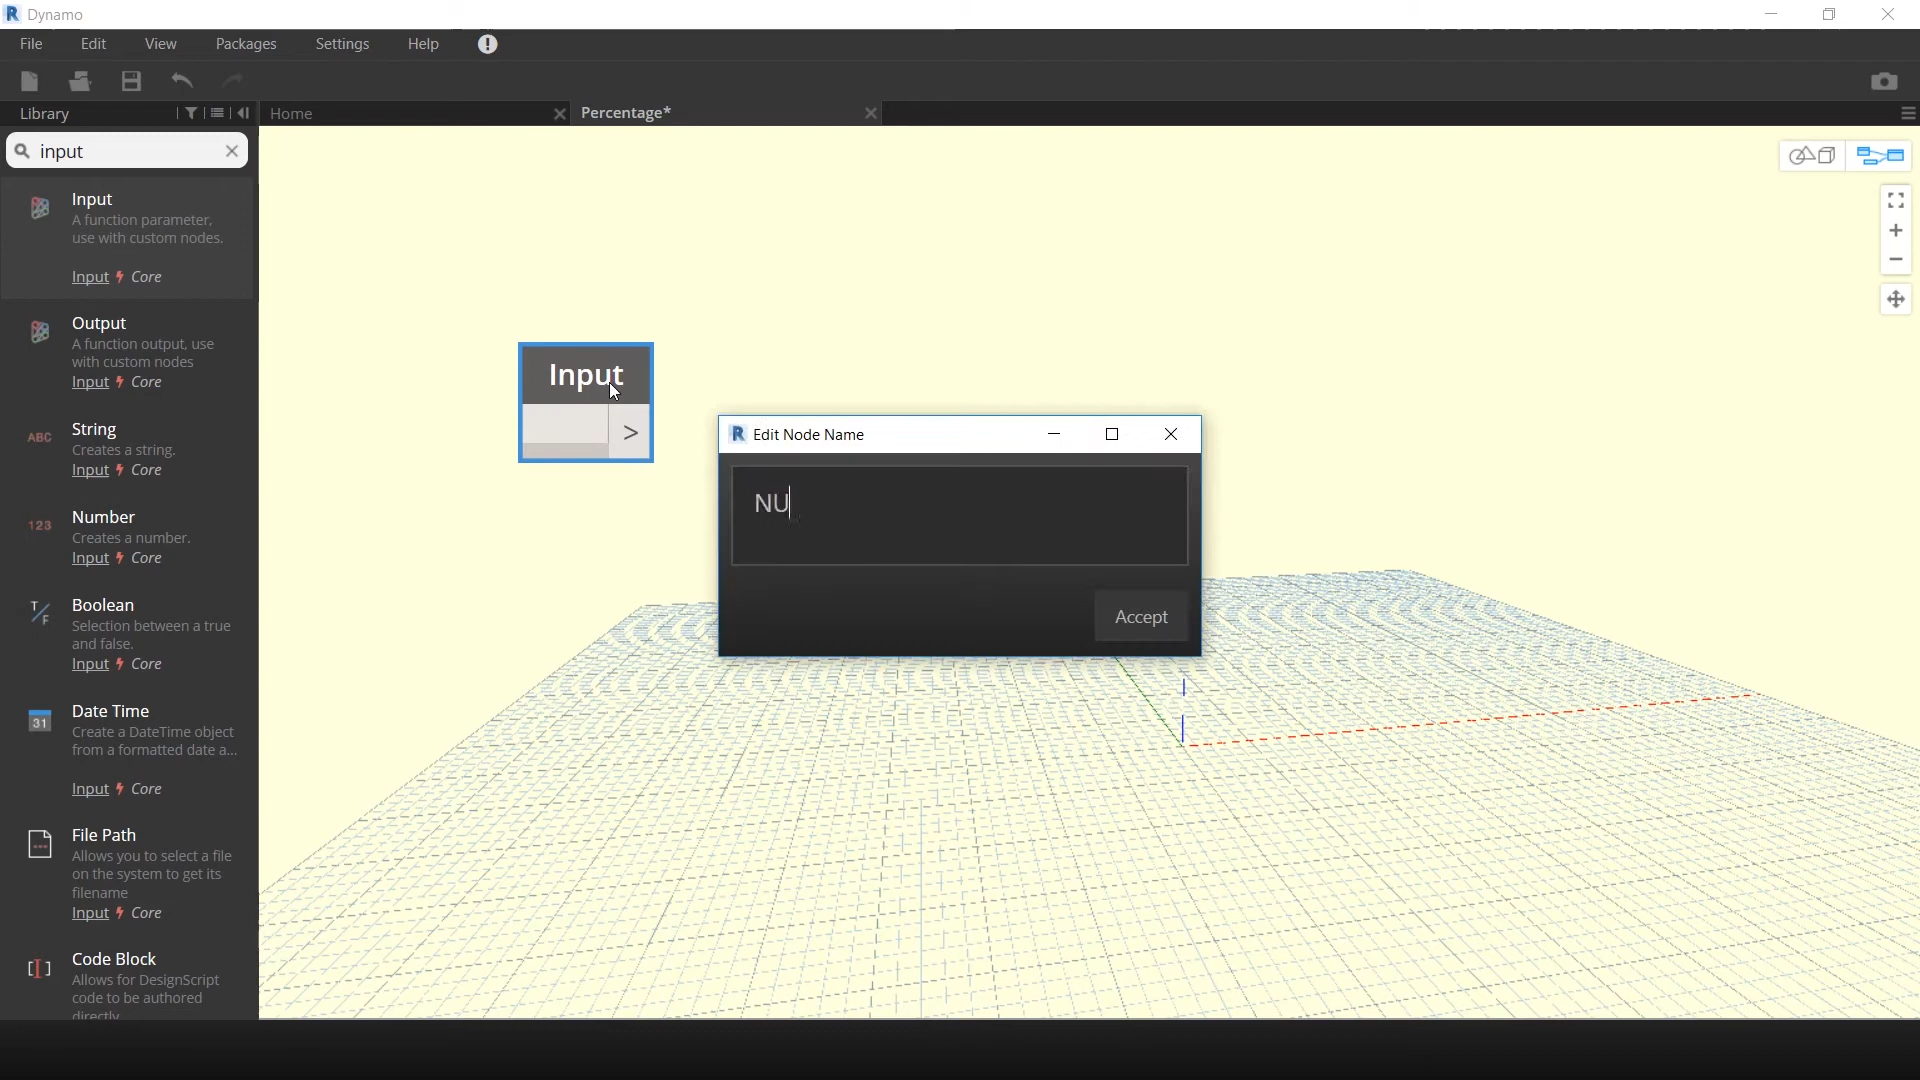 R Dynamo
File Edit View Packages Settings Help
Library
Home
Percentage*
input
Input
A function parameter,
use with custom nodes.
Input Core
Output
A function output, use
with custom nodes
Input Core
ABC
String
Creates a string.
Input Core
123
Number
Creates a number.
Input Core
T/F
Boolean
Selection between a true
and false.
Input Core
31
Date Time
Create a DateTime object
from a formatted date a...
Input Core
File Path
Allows you to select a file
on the system to get its
filename
Input Core
Code Block
Allows for DesignScript
code to be authored
directly
Input
>
R Edit Node Name
NU
Accept